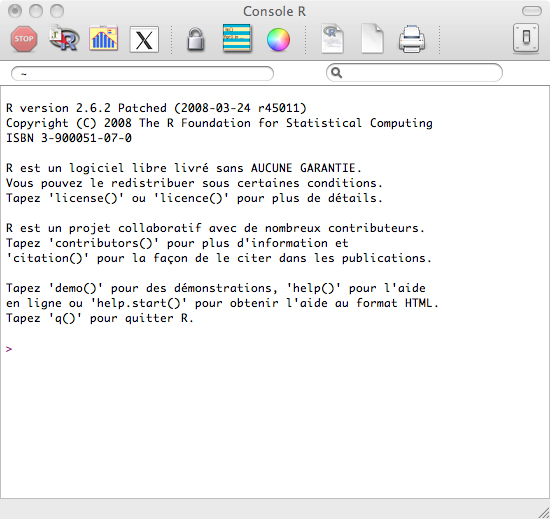 Console R
STOP
R
X
R
~
R version 2.6.2 Patched (2008-03-24 r45011)
Copyright (C) 2008 The R Foundation for Statistical Computing
ISBN 3-900051-07-0
R est un logiciel libre livré sans AUCUNE GARANTIE.
Vous pouvez le redistribuer sous certaines conditions.
Tapez 'license()' ou 'licence()' pour plus de détails.
R est un projet collaboratif avec de nombreux contributeurs.
Tapez 'contributors()' pour plus d'information et
'citation()' pour la façon de le citer dans les publications.
Tapez 'demo()' pour des démonstrations, 'help()' pour l'aide
en ligne ou 'help.start()' pour obtenir l'aide au format HTML.
Tapez 'q()' pour quitter R.
>